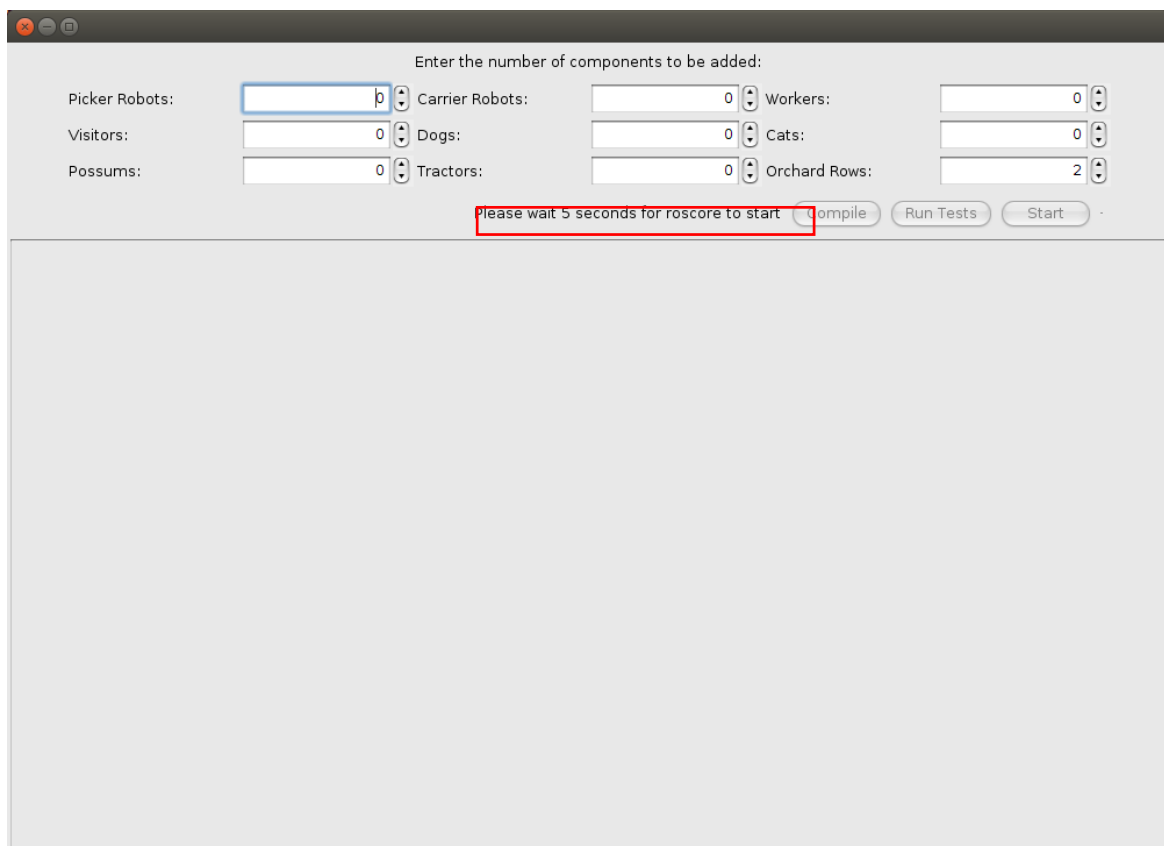 Enter the number of components to be added:
Picker Robots: 0 Carrier Robots: 0 Workers: 0
Visitors: 0 Dogs: 0 Cats: 0
Possums: 0 Tractors: 0 Orchard Rows: 2
Please wait 5 seconds for roscore to start Compile Run Tests Start